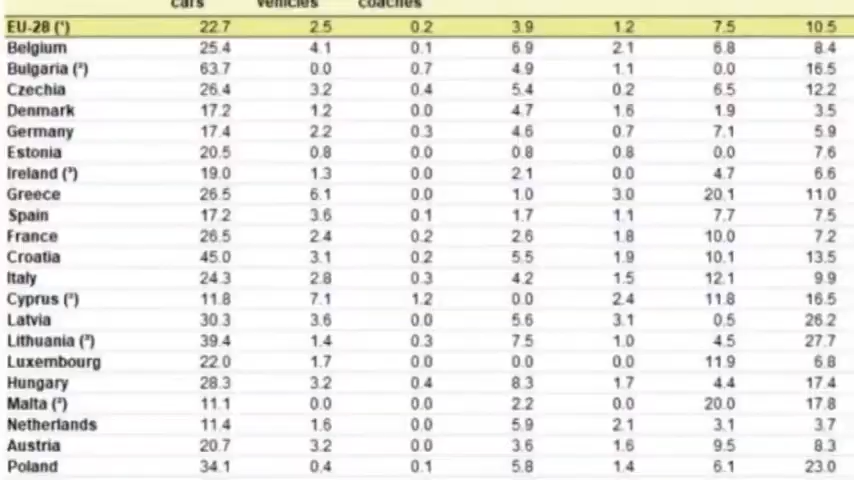 cars vehicles coaches
EU-28 (¹) 22.7 2.5 0.2 3.9 1.2 7.5 10.5
Belgium 25.4 4.1 0.1 6.9 2.1 6.8 8.4
Bulgaria (²) 63.7 0.0 0.7 4.9 1.1 0.0 16.5
Czechia 26.4 3.2 0.4 5.4 0.2 6.5 12.2
Denmark 17.2 1.2 0.0 4.7 1.6 1.9 3.5
Germany 17.4 2.2 0.3 4.6 0.7 7.1 5.9
Estonia 20.5 0.8 0.0 0.8 0.8 0.0 7.6
Ireland (³) 19.0 1.3 0.0 2.1 0.0 4.7 6.6
Greece 26.5 6.1 0.0 1.0 3.0 20.1 11.0
Spain 17.2 3.6 0.1 1.7 1.1 7.7 7.5
France 26.5 2.4 0.2 2.6 1.8 10.0 7.2
Croatia 45.0 3.1 0.2 5.5 1.9 10.1 13.5
Italy 24.3 2.8 0.3 4.2 1.5 12.1 9.9
Cyprus (²) 11.8 7.1 1.2 0.0 2.4 11.8 16.5
Latvia 30.3 3.6 0.0 5.6 3.1 0.5 26.2
Lithuania (³) 39.4 1.4 0.3 7.5 1.0 4.5 27.7
Luxembourg 22.0 1.7 0.0 0.0 0.0 11.9 6.8
Hungary 28.3 3.2 0.4 8.3 1.7 4.4 17.4
Malta (²) 11.1 0.0 0.0 2.2 0.0 20.0 17.8
Netherlands 11.4 1.6 0.0 5.9 2.1 3.1 3.7
Austria 20.7 3.2 0.0 3.6 1.6 9.5 8.3
Poland 34.1 0.4 0.1 5.8 1.4 6.1 23.0